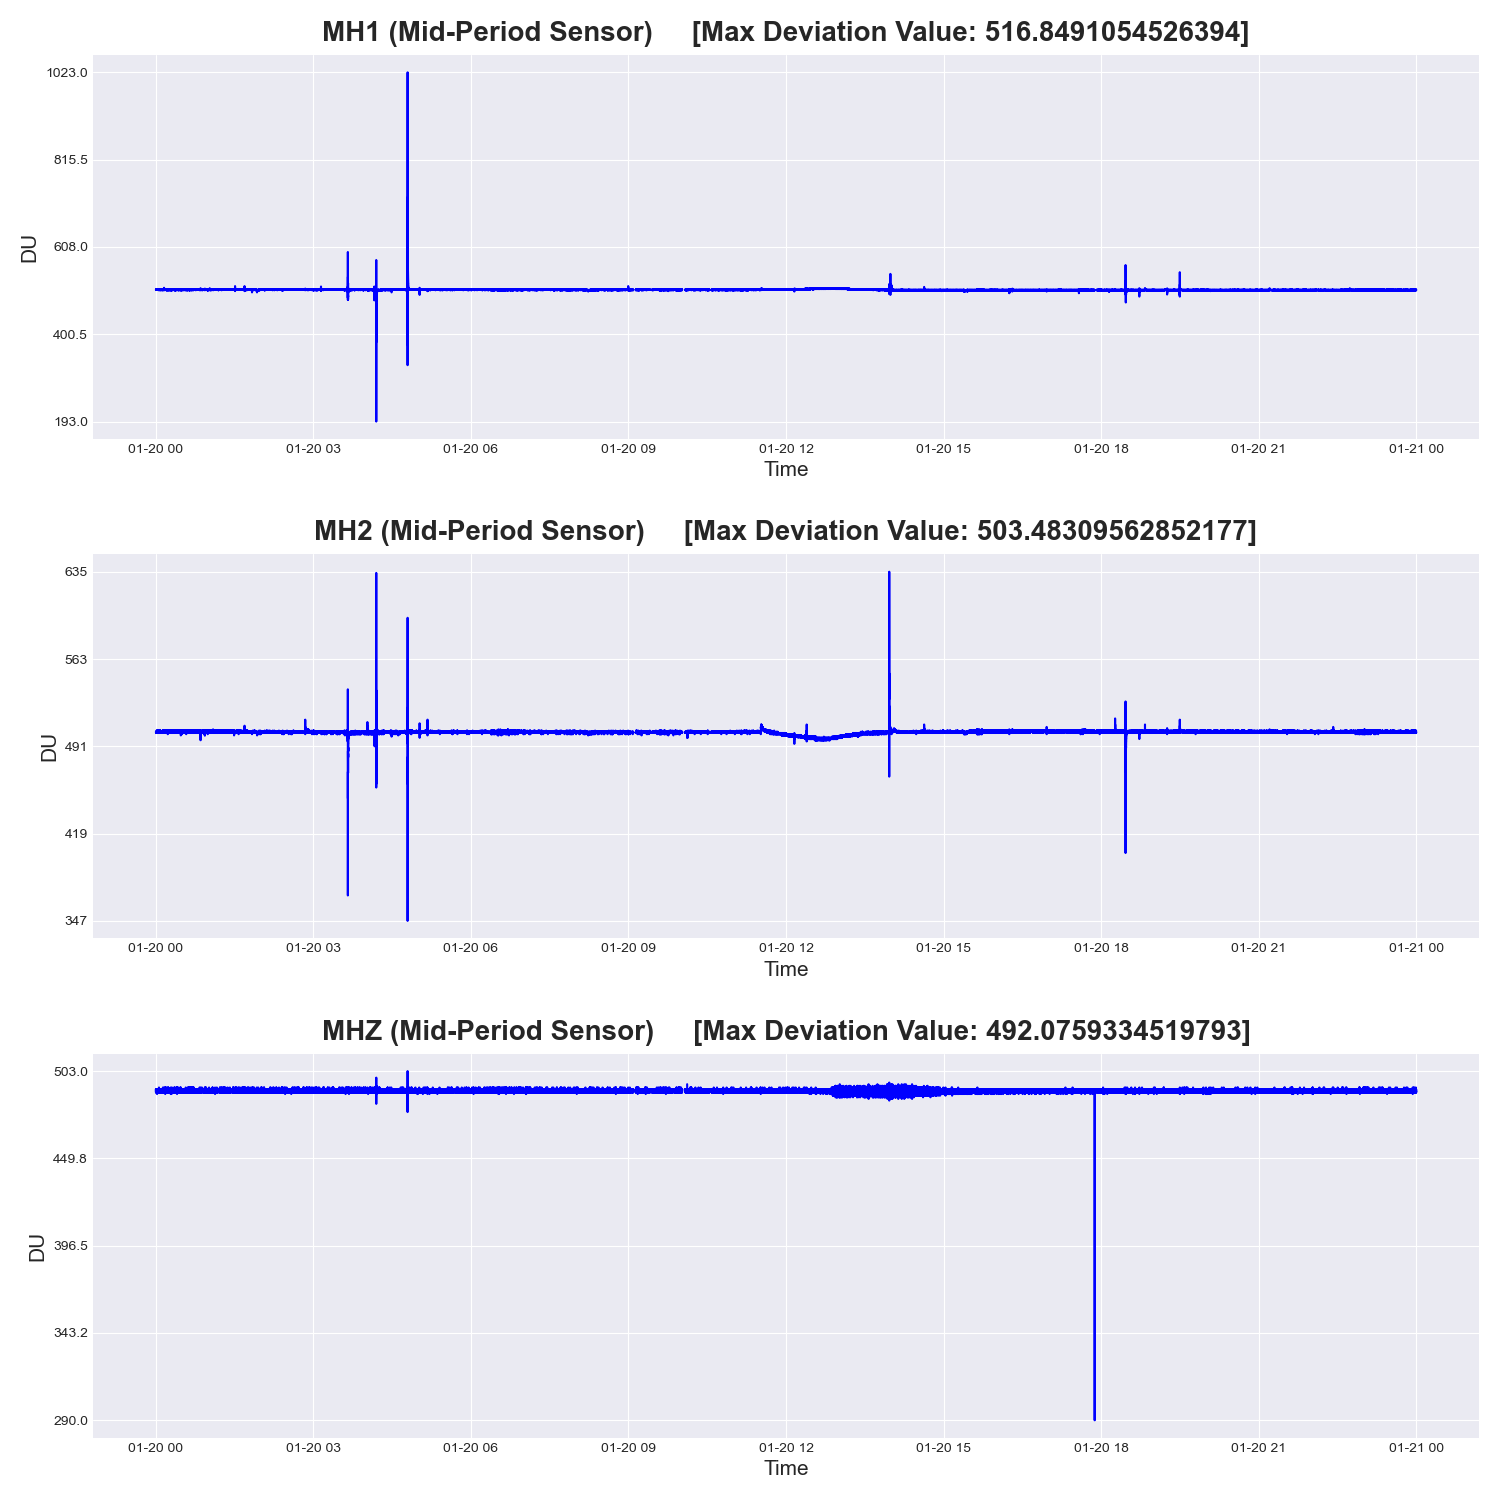 MH1 (Mid-Period Sensor) [Max Deviation Value: 516.8491054526394]
1023.0
815.5
608.0
400.5
193.0
DU
01-20 00 01-20 03 01-20 06 01-20 09 01-20 12 01-20 15 01-20 18 01-20 21 01-21 00
Time
MH2 (Mid-Period Sensor) [Max Deviation Value: 503.48309562852177]
635
563
491
419
347
DU
01-20 00 01-20 03 01-20 06 01-20 09 01-20 12 01-20 15 01-20 18 01-20 21 01-21 00
Time
MHZ (Mid-Period Sensor) [Max Deviation Value: 492.0759334519793]
503.0
449.8
396.5
343.2
290.0
DU
01-20 00 01-20 03 01-20 06 01-20 09 01-20 12 01-20 15 01-20 18 01-20 21 01-21 00
Time